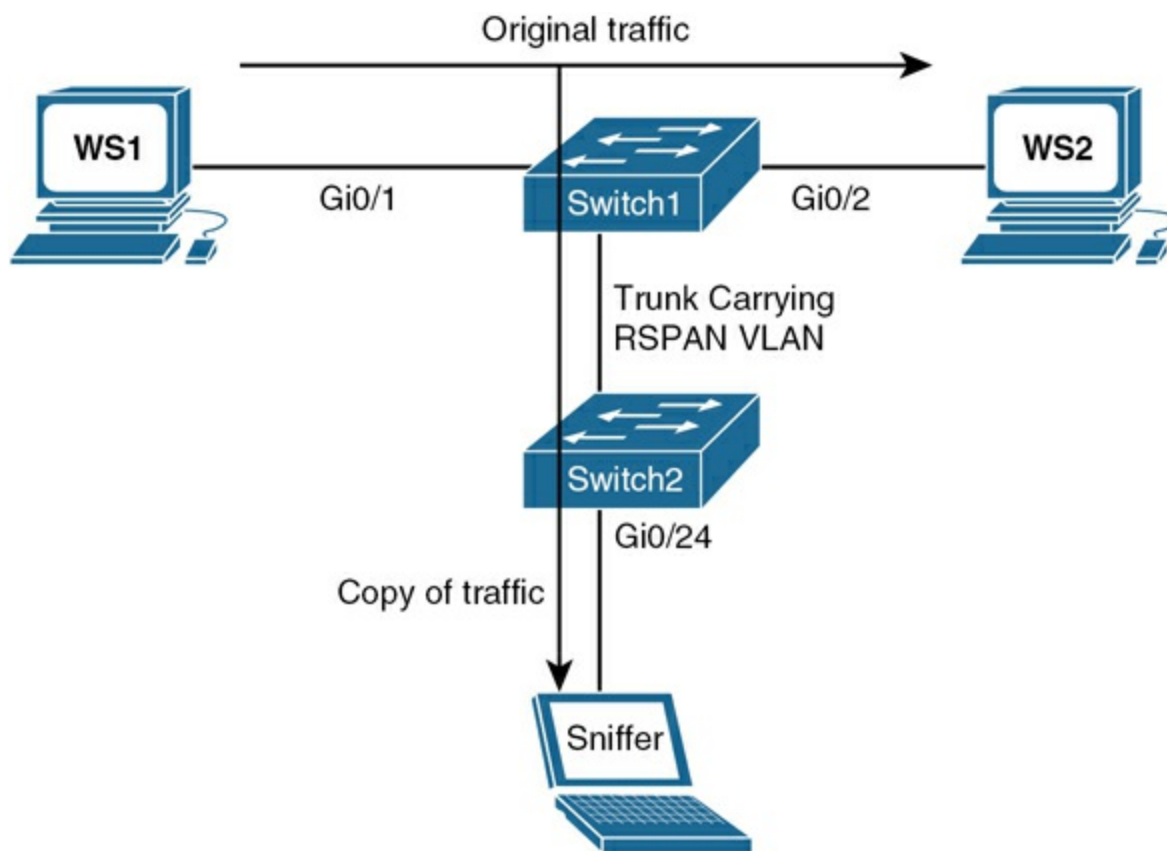 Original traffic
WS1
WS2
Gi0/1
Switch1
Gi0/2
Trunk Carrying
RSPAN VLAN
Switch2
Gi0/24
Copy of traffic
Sniffer